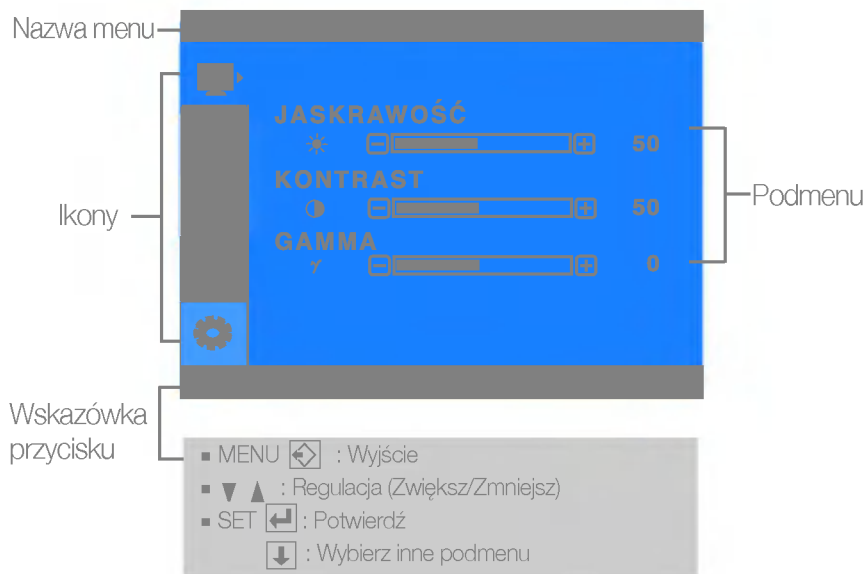 Nazwa menu
JASKRAWOŚĆ
50
KONTRAST
50
GAMMA
0
Ikony
Podmenu
Wskazówka
przycisku
MENU : Wyjście
: Regulacja (Zwiększ/Zmniejsz)
SET : Potwierdź
: Wybierz inne podmenu